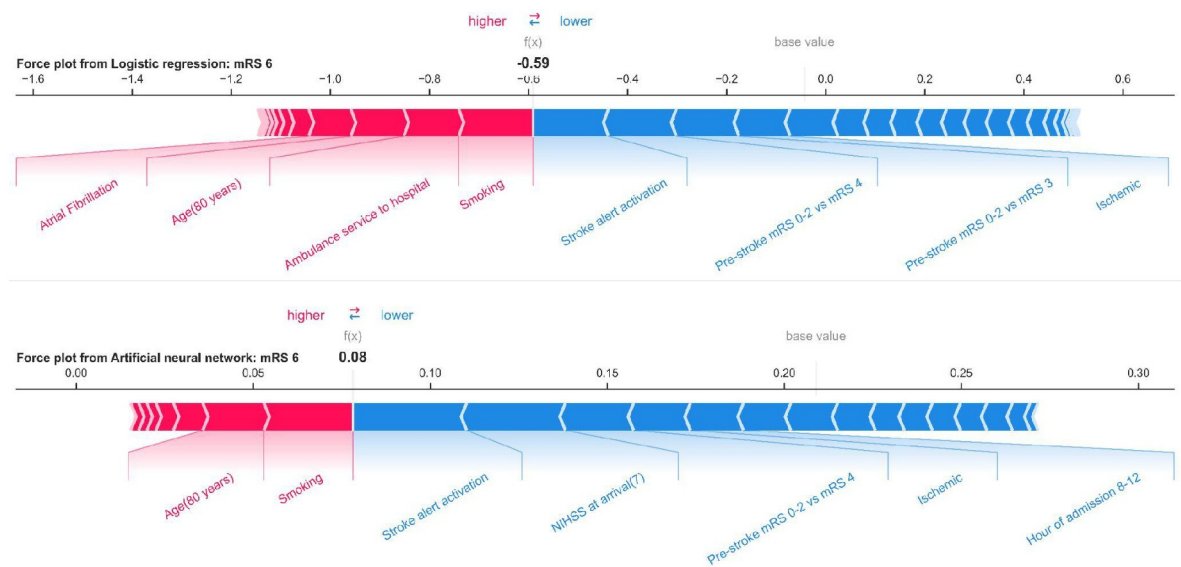 higher ⇄ lower
f(x) base value
Force plot from Logistic regression: mRS 6 -0.59
−1.6 −1.4 −1.2 −1.0 −0.8 −0.6 −0.4 −0.2 0.0 0.2 0.4 0.6
Atrial Fibrillation
Age(80 years)
Ambulance service to hospital
Smoking
Stroke alert activation
Pre-stroke mRS 0-2 vs mRS 4
Pre-stroke mRS 0-2 vs mRS 3
Ischemic
higher ⇄ lower
f(x) base value
Force plot from Artificial neural network: mRS 6 0.08
0.00 0.05 0.10 0.15 0.20 0.25 0.30
Age(80 years)
Smoking
Stroke alert activation
NIHSS at arrival(7)
Pre-stroke mRS 0-2 vs mRS 4
Ischemic
Hour of admission 8-12